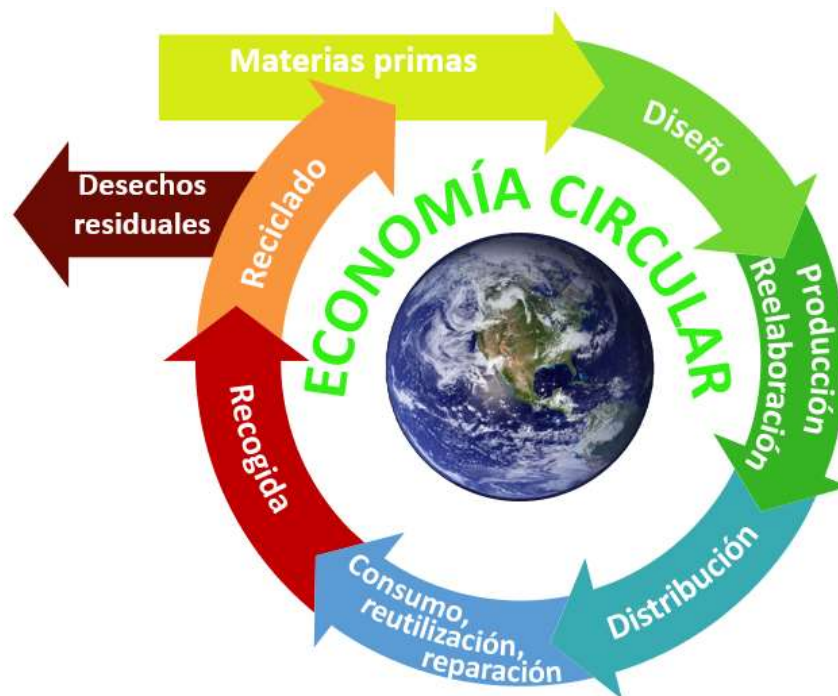 Materias primas
Diseño
Producción
Reelaboración
Distribución
Consumo,
reutilización,
reparación
Recogida
Reciclado
Desechos
residuales
ECONOMÍA CIRCULAR